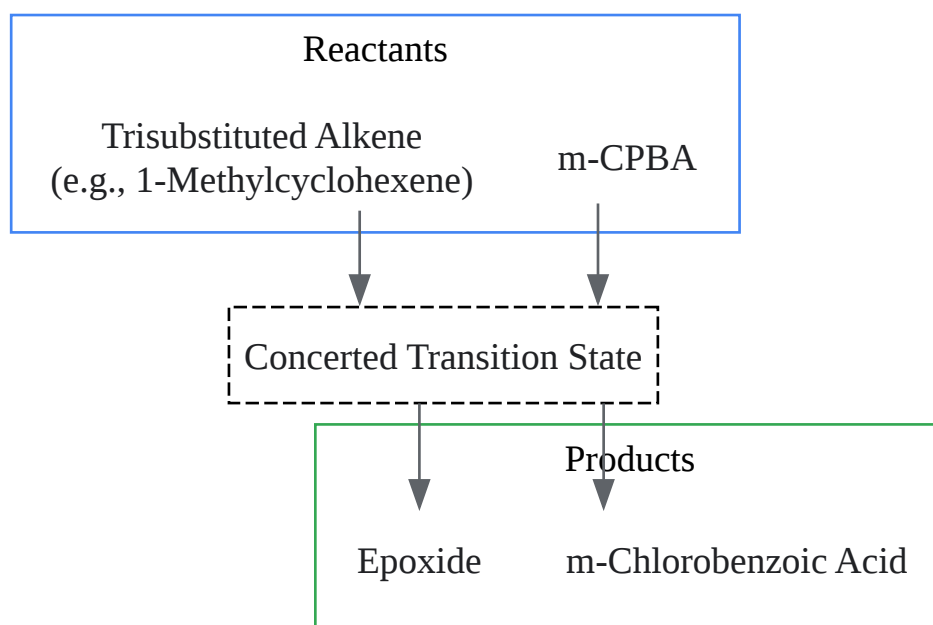 Reactants
Trisubstituted Alkene
(e.g., 1-Methylcyclohexene)
m-CPBA
Concerted Transition State
Products
Epoxide
m-Chlorobenzoic Acid